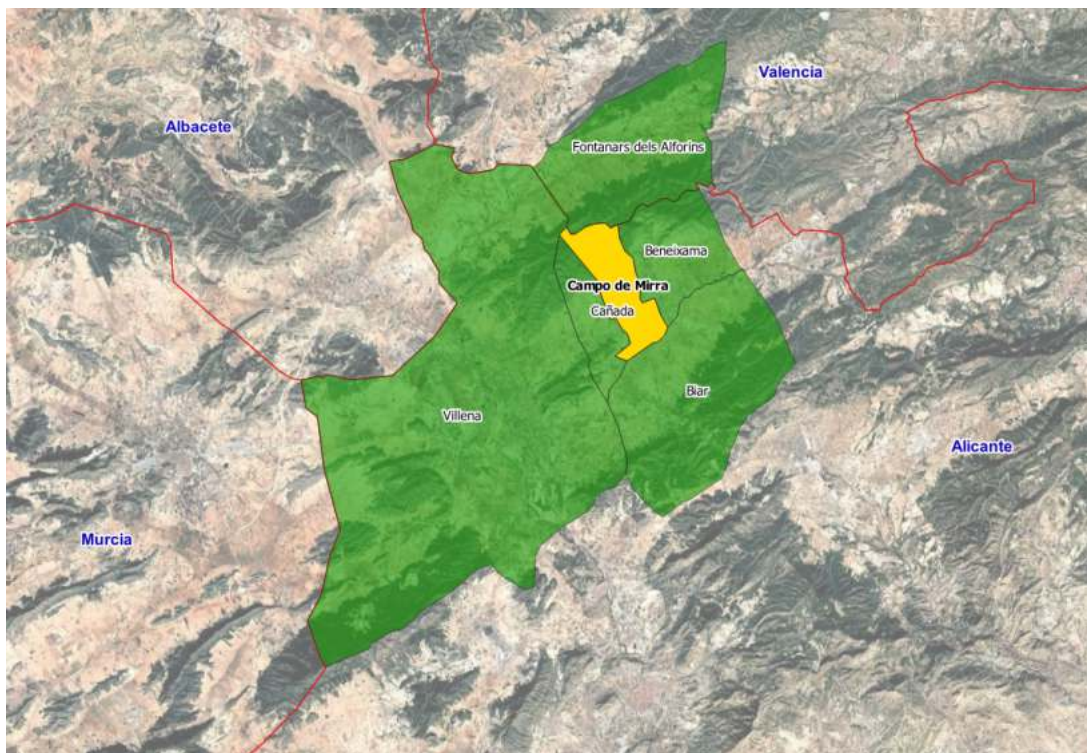 Valencia
Albacete
Fontanars dels Alforins
Beneixama
Campo de Mirra
Cañada
Biar
Villena
Alicante
Murcia